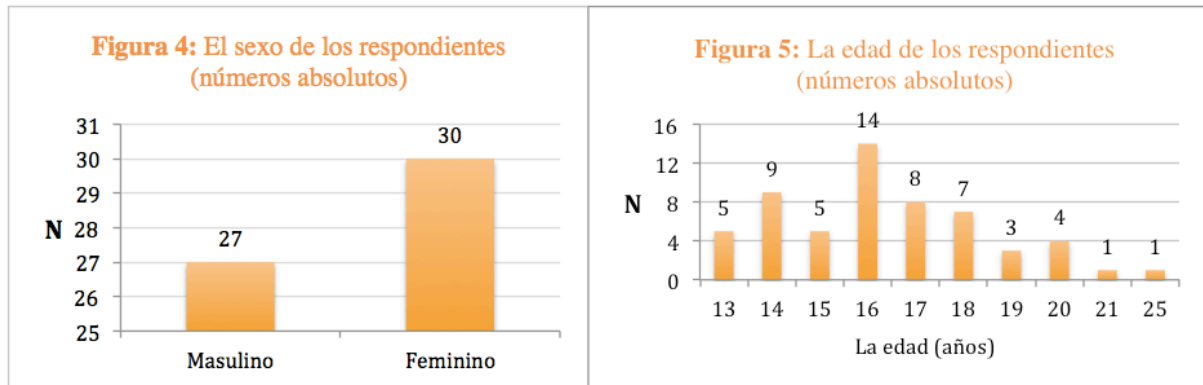 Figura 4: El sexo de los respondientes
(números absolutos)
31
30
29
28
27
26
25
N
27
30
Masulino
Feminino
Figura 5: La edad de los respondientes
(números absolutos)
16
12
8
4
0
N
5
9
5
14
8
7
3
4
1
1
13 14 15 16 17 18 19 20 21 25
La edad (años)